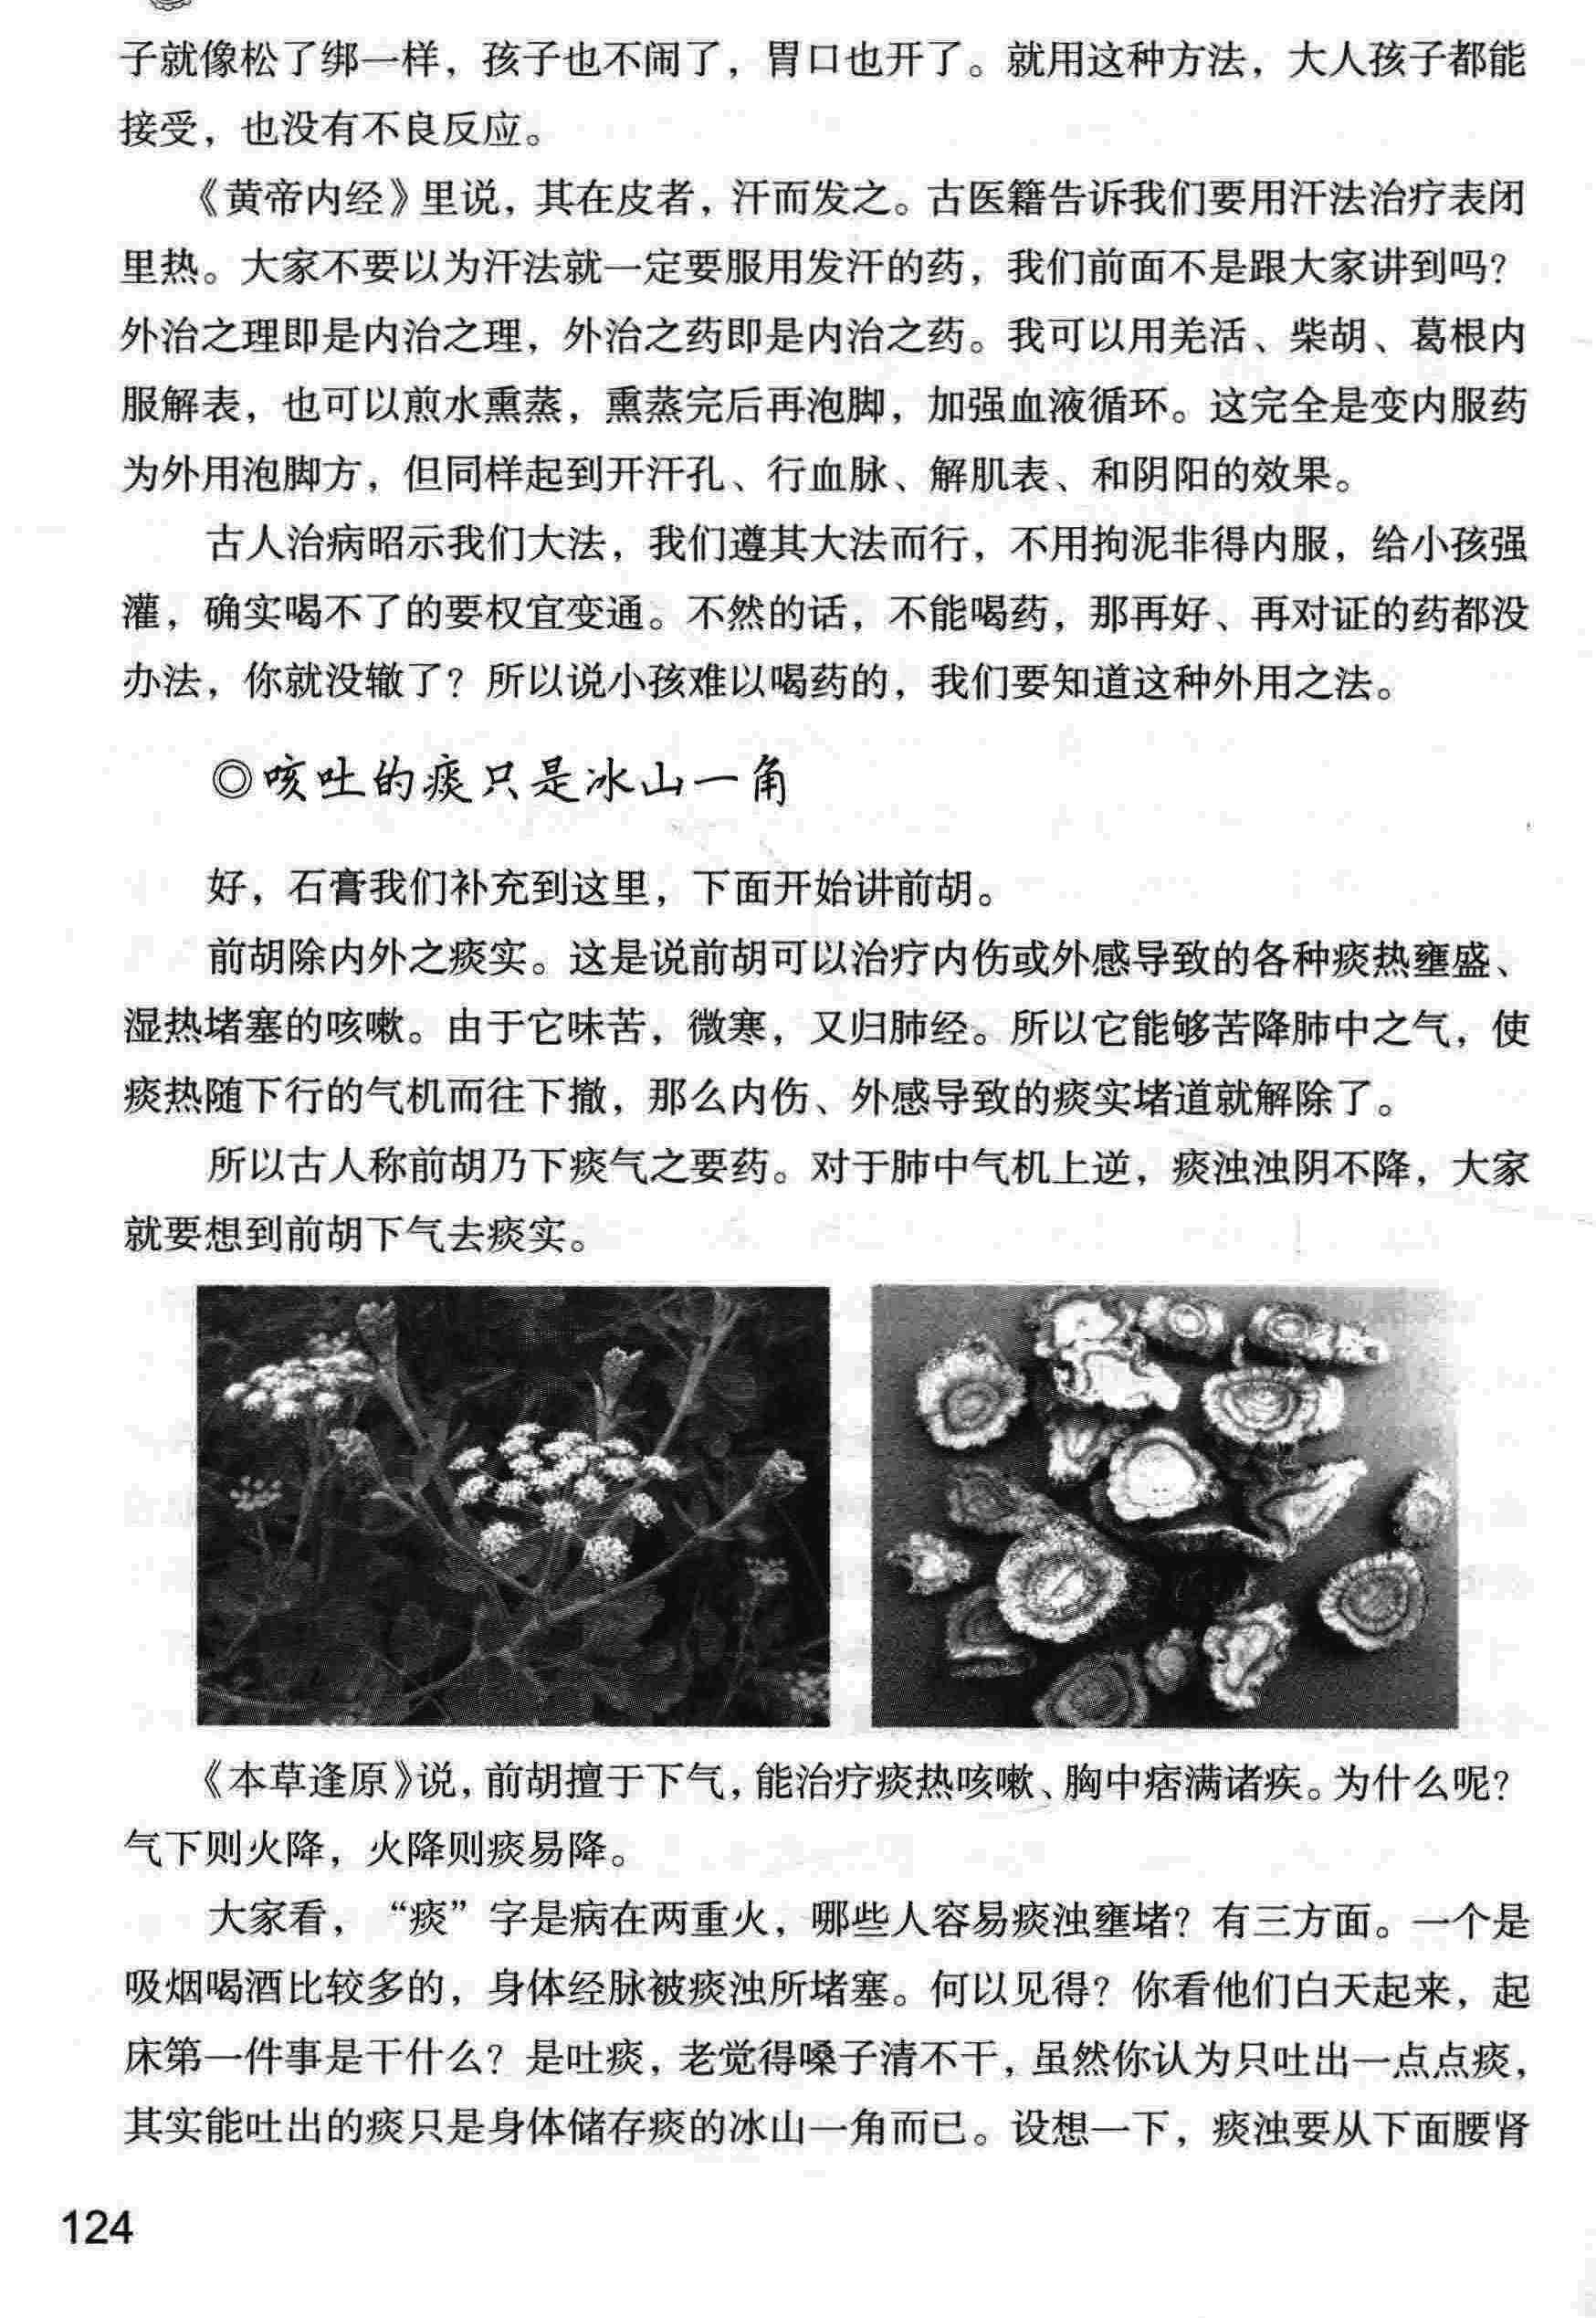 子就像松了绑一样，孩子也不闹了，胃口也开了。就用这种方法，大人孩子都能
接受，也没有不良反应。
《黄帝内经》里说，其在皮者，汗而发之。古医籍告诉我们要用汗法治疗表闭
里热。大家不要以为汗法就一定要服用发汗的药，我们前面不是跟大家讲到吗？
外治之理即是内治之理，外治之药即是内治之药。我可以用羌活、柴胡、葛根内
服解表，也可以煎水熏蒸，熏蒸完后再泡脚，加强血液循环。这完全是变内服药
为外用泡脚方，但同样起到开汗孔、行血脉、解肌表、和阴阳的效果。
古人治病昭示我们大法，我们遵其大法而行，不用拘泥非得内服，给小孩强
灌，确实喝不了的要权宜变通。不然的话，不能喝药，那再好、再对证的药都没
办法，你就没辙了？所以说小孩难以喝药的，我们要知道这种外用之法。
◎咳吐的痰只是冰山一角
好，石膏我们补充到这里，下面开始讲前胡。
前胡除内外之痰实。这是说前胡可以治疗内伤或外感导致的各种痰热壅盛、
湿热堵塞的咳嗽。由于它味苦，微寒，又归肺经。所以它能够苦降肺中之气，使
痰热随下行的气机而往下撤，那么内伤、外感导致的痰实堵道就解除了。
所以古人称前胡乃下痰气之要药。对于肺中气机上逆，痰浊浊阴不降，大家
就要想到前胡下气去痰实。
《本草逢原》说，前胡擅于下气，能治疗痰热咳嗽、胸中痞满诸疾。为什么呢？
气下则火降，火降则痰易降。
大家看，“痰”字是病在两重火，哪些人容易痰浊壅堵？有三方面。一个是
吸烟喝酒比较多的，身体经脉被痰浊所堵塞。何以见得？你看他们白天起来，起
床第一件事是干什么？是吐痰，老觉得嗓子清不干，虽然你认为只吐出一点点痰，
其实能吐出的痰只是身体储存痰的冰山一角而已。设想一下，痰浊要从下面腰肾
124